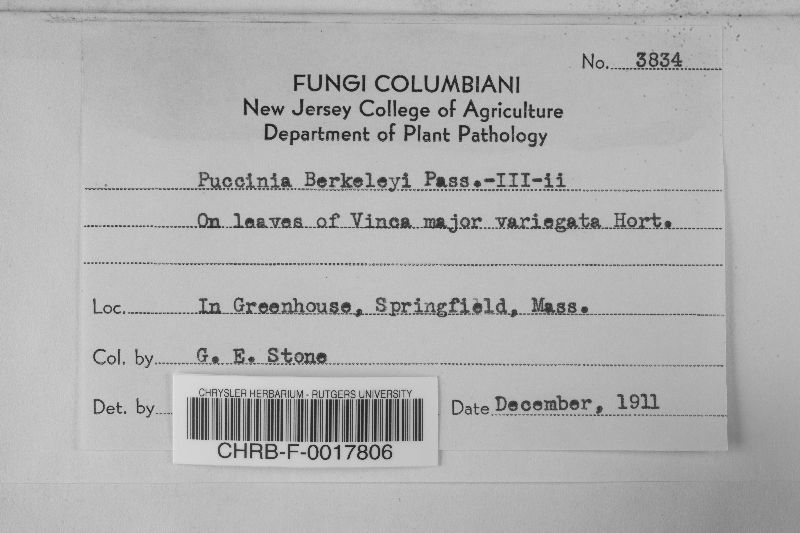 No. 3834
FUNGI COLUMBIANI
New Jersey College of Agriculture
Department of Plant Pathology
Puccinia Berkeleyi Pass.-III-ii
On leaves of Vinca major variegata Hort.
Loc. In Greenhouse, Springfield, Mass.
Col. by G. E. Stone
Det. by
Date December, 1911
CHRYSLER HERBARIUM - RUTGERS UNIVERSITY
CHRB-F-0017806